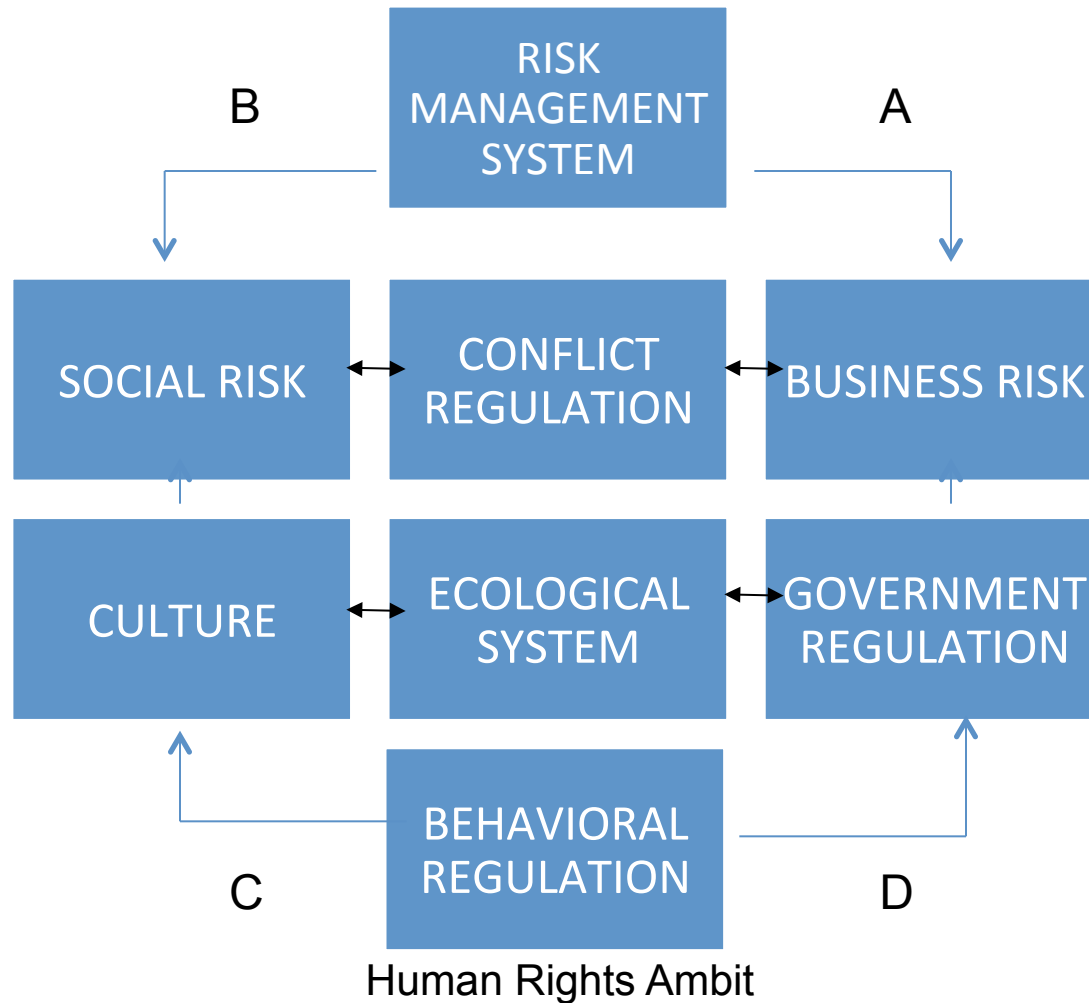 RISK
MANAGEMENT
SYSTEM
B
A
SOCIAL RISK
CONFLICT
REGULATION
BUSINESS RISK
CULTURE
ECOLOGICAL
SYSTEM
GOVERNMENT
REGULATION
BEHAVIORAL
REGULATION
C
D
Human Rights Ambit